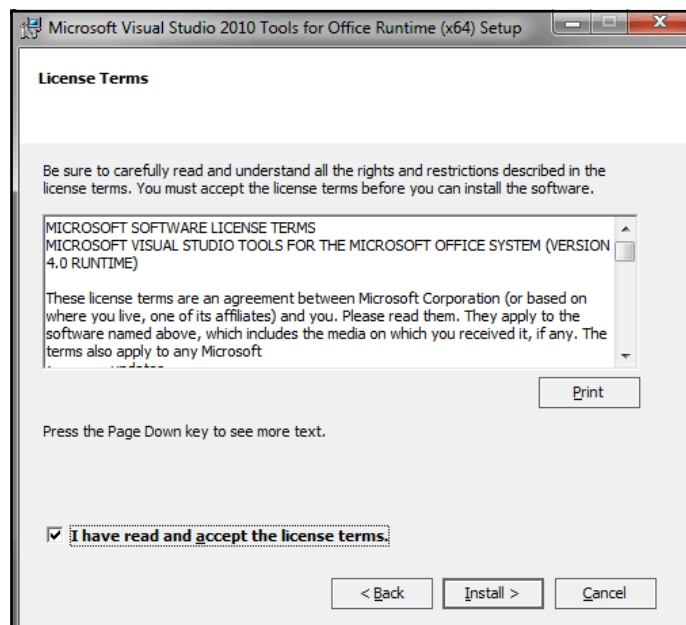 Microsoft Visual Studio 2010 Tools for Office Runtime (x64) Setup
License Terms
Be sure to carefully read and understand all the rights and restrictions described in the
license terms. You must accept the license terms before you can install the software.
MICROSOFT SOFTWARE LICENSE TERMS
MICROSOFT VISUAL STUDIO TOOLS FOR THE MICROSOFT OFFICE SYSTEM (VERSION
4.0 RUNTIME)
These license terms are an agreement between Microsoft Corporation (or based on
where you live, one of its affiliates) and you. Please read them. They apply to the
software named above, which includes the media on which you received it, if any. The
terms also apply to any Microsoft
Print
Press the Page Down key to see more text.
I have read and accept the license terms.
< Back
Install >
Cancel